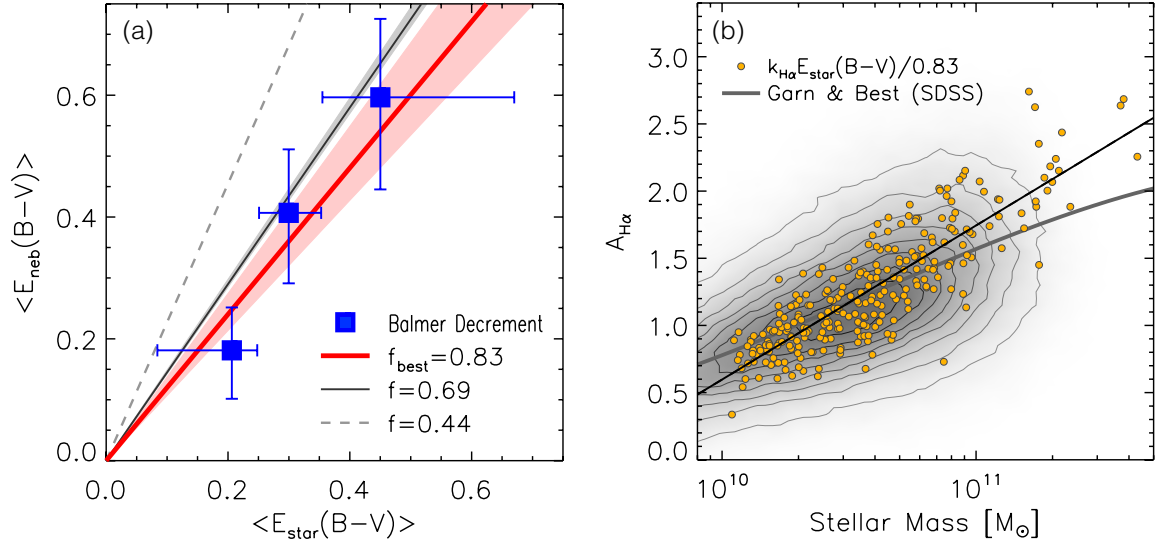 (a)
<E_neb(B−V)>
0.6
0.4
0.2
0.0
Balmer Decrement
f_best=0.83
f=0.69
f=0.44
0.0 0.2 0.4 0.6
<E_star(B−V)>
(b)
k_Hα E_star(B−V)/0.83
Garn & Best (SDSS)
A_Hα
3.0
2.5
2.0
1.5
1.0
0.5
0.0
10^10 10^11
Stellar Mass [M_⊙]